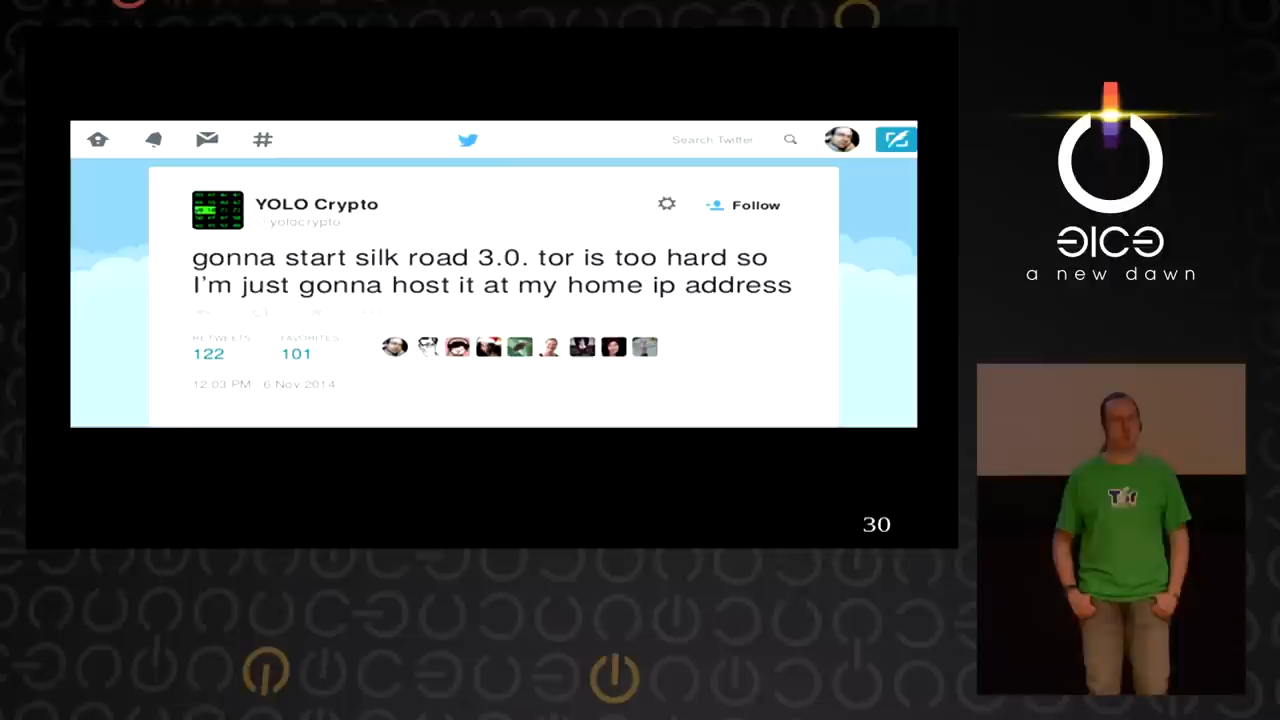 Search Twitter
YOLO Crypto
yolocrypto
Follow
gonna start silk road 3.0. tor is too hard so
I'm just gonna host it at my home ip address
RETWEETS
FAVORITES
122
101
12:03 PM 6 Nov 2014
30
a new dawn
Tor